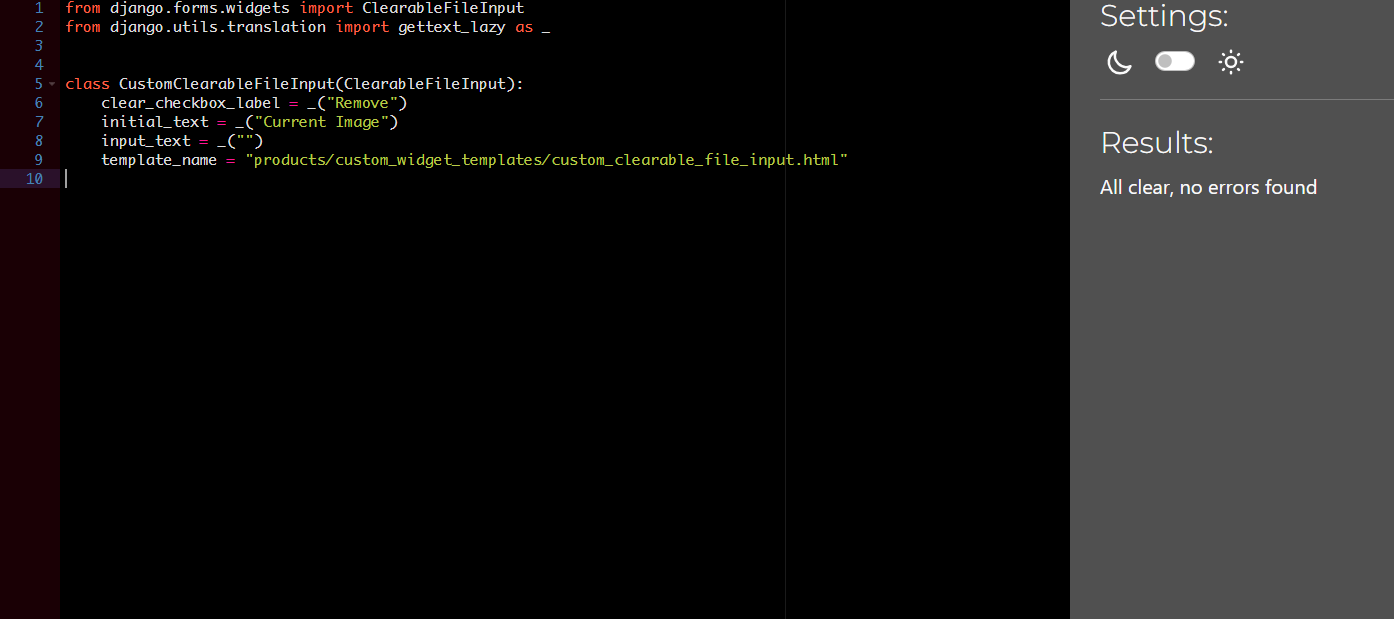 1 from django.forms.widgets import ClearableFileInput
2 from django.utils.translation import gettext_lazy as _
3
4
5 class CustomClearableFileInput(ClearableFileInput):
6     clear_checkbox_label = _("Remove")
7     initial_text = _("Current Image")
8     input_text = _("")
9     template_name = "products/custom_widget_templates/custom_clearable_file_input.html"
10
Settings:
Results:
All clear, no errors found